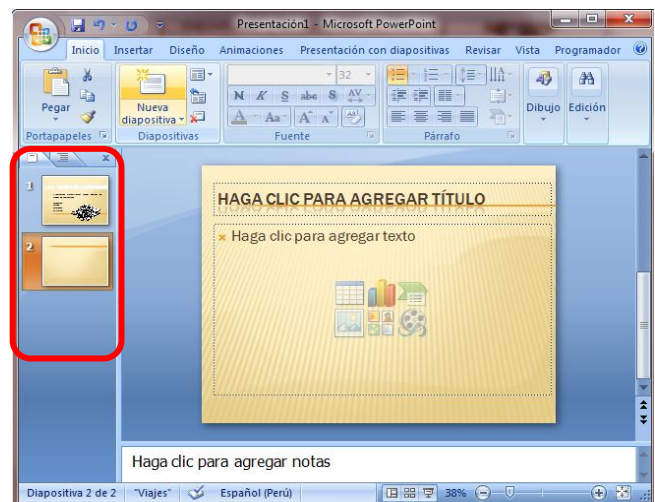 Presentación1 - Microsoft PowerPoint
Inicio Insertar Diseño Animaciones Presentación con diapositivas Revisar Vista Programador
32
N K S abc S AV
Pegar
Nueva diapositiva
Aa A A
Dibujo Edición
Portapapeles Diapositivas Fuente Párrafo
1
2
HAGA CLIC PARA AGREGAR TÍTULO
Haga clic para agregar texto
Haga clic para agregar notas
Diapositiva 2 de 2 "Viajes" Español (Perú) 38%